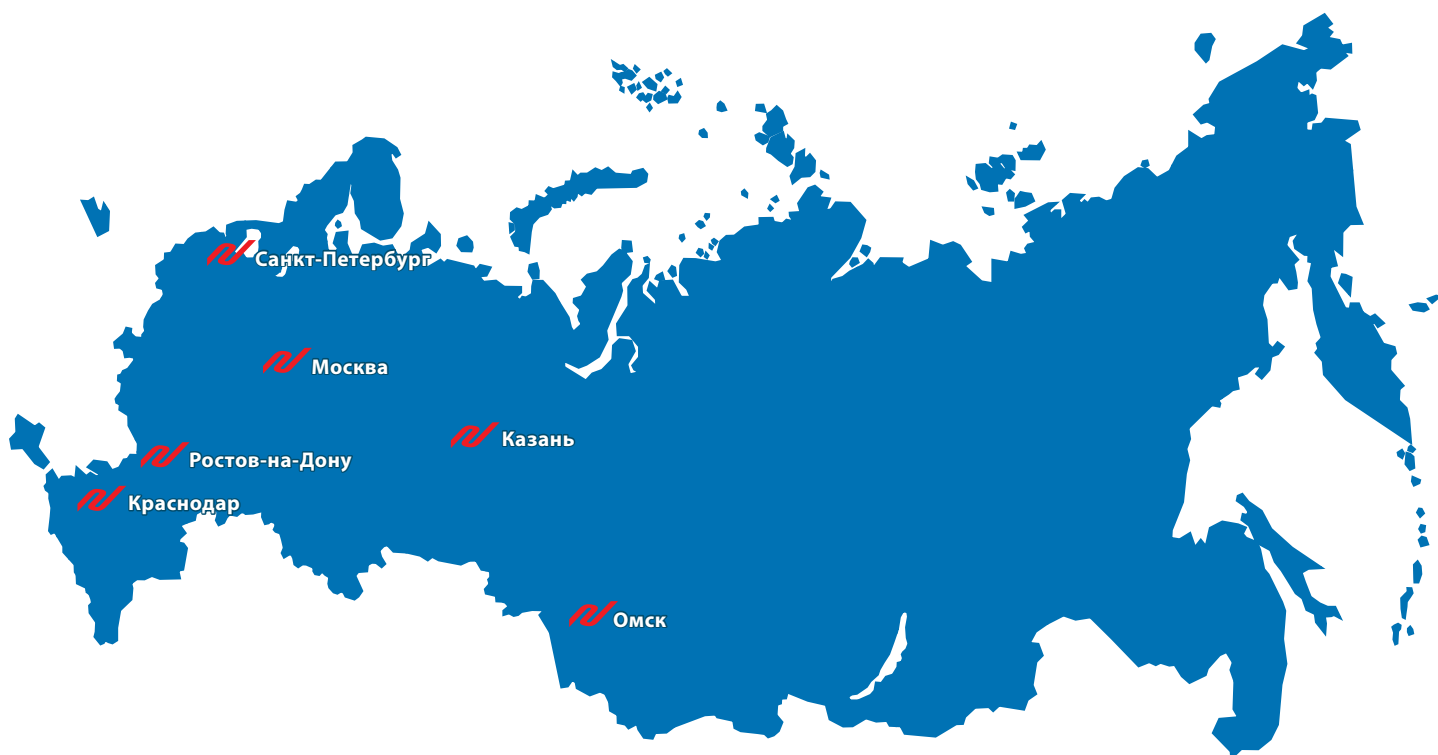 Санкт-Петербург
Москва
Казань
Ростов-на-Дону
Краснодар
Омск